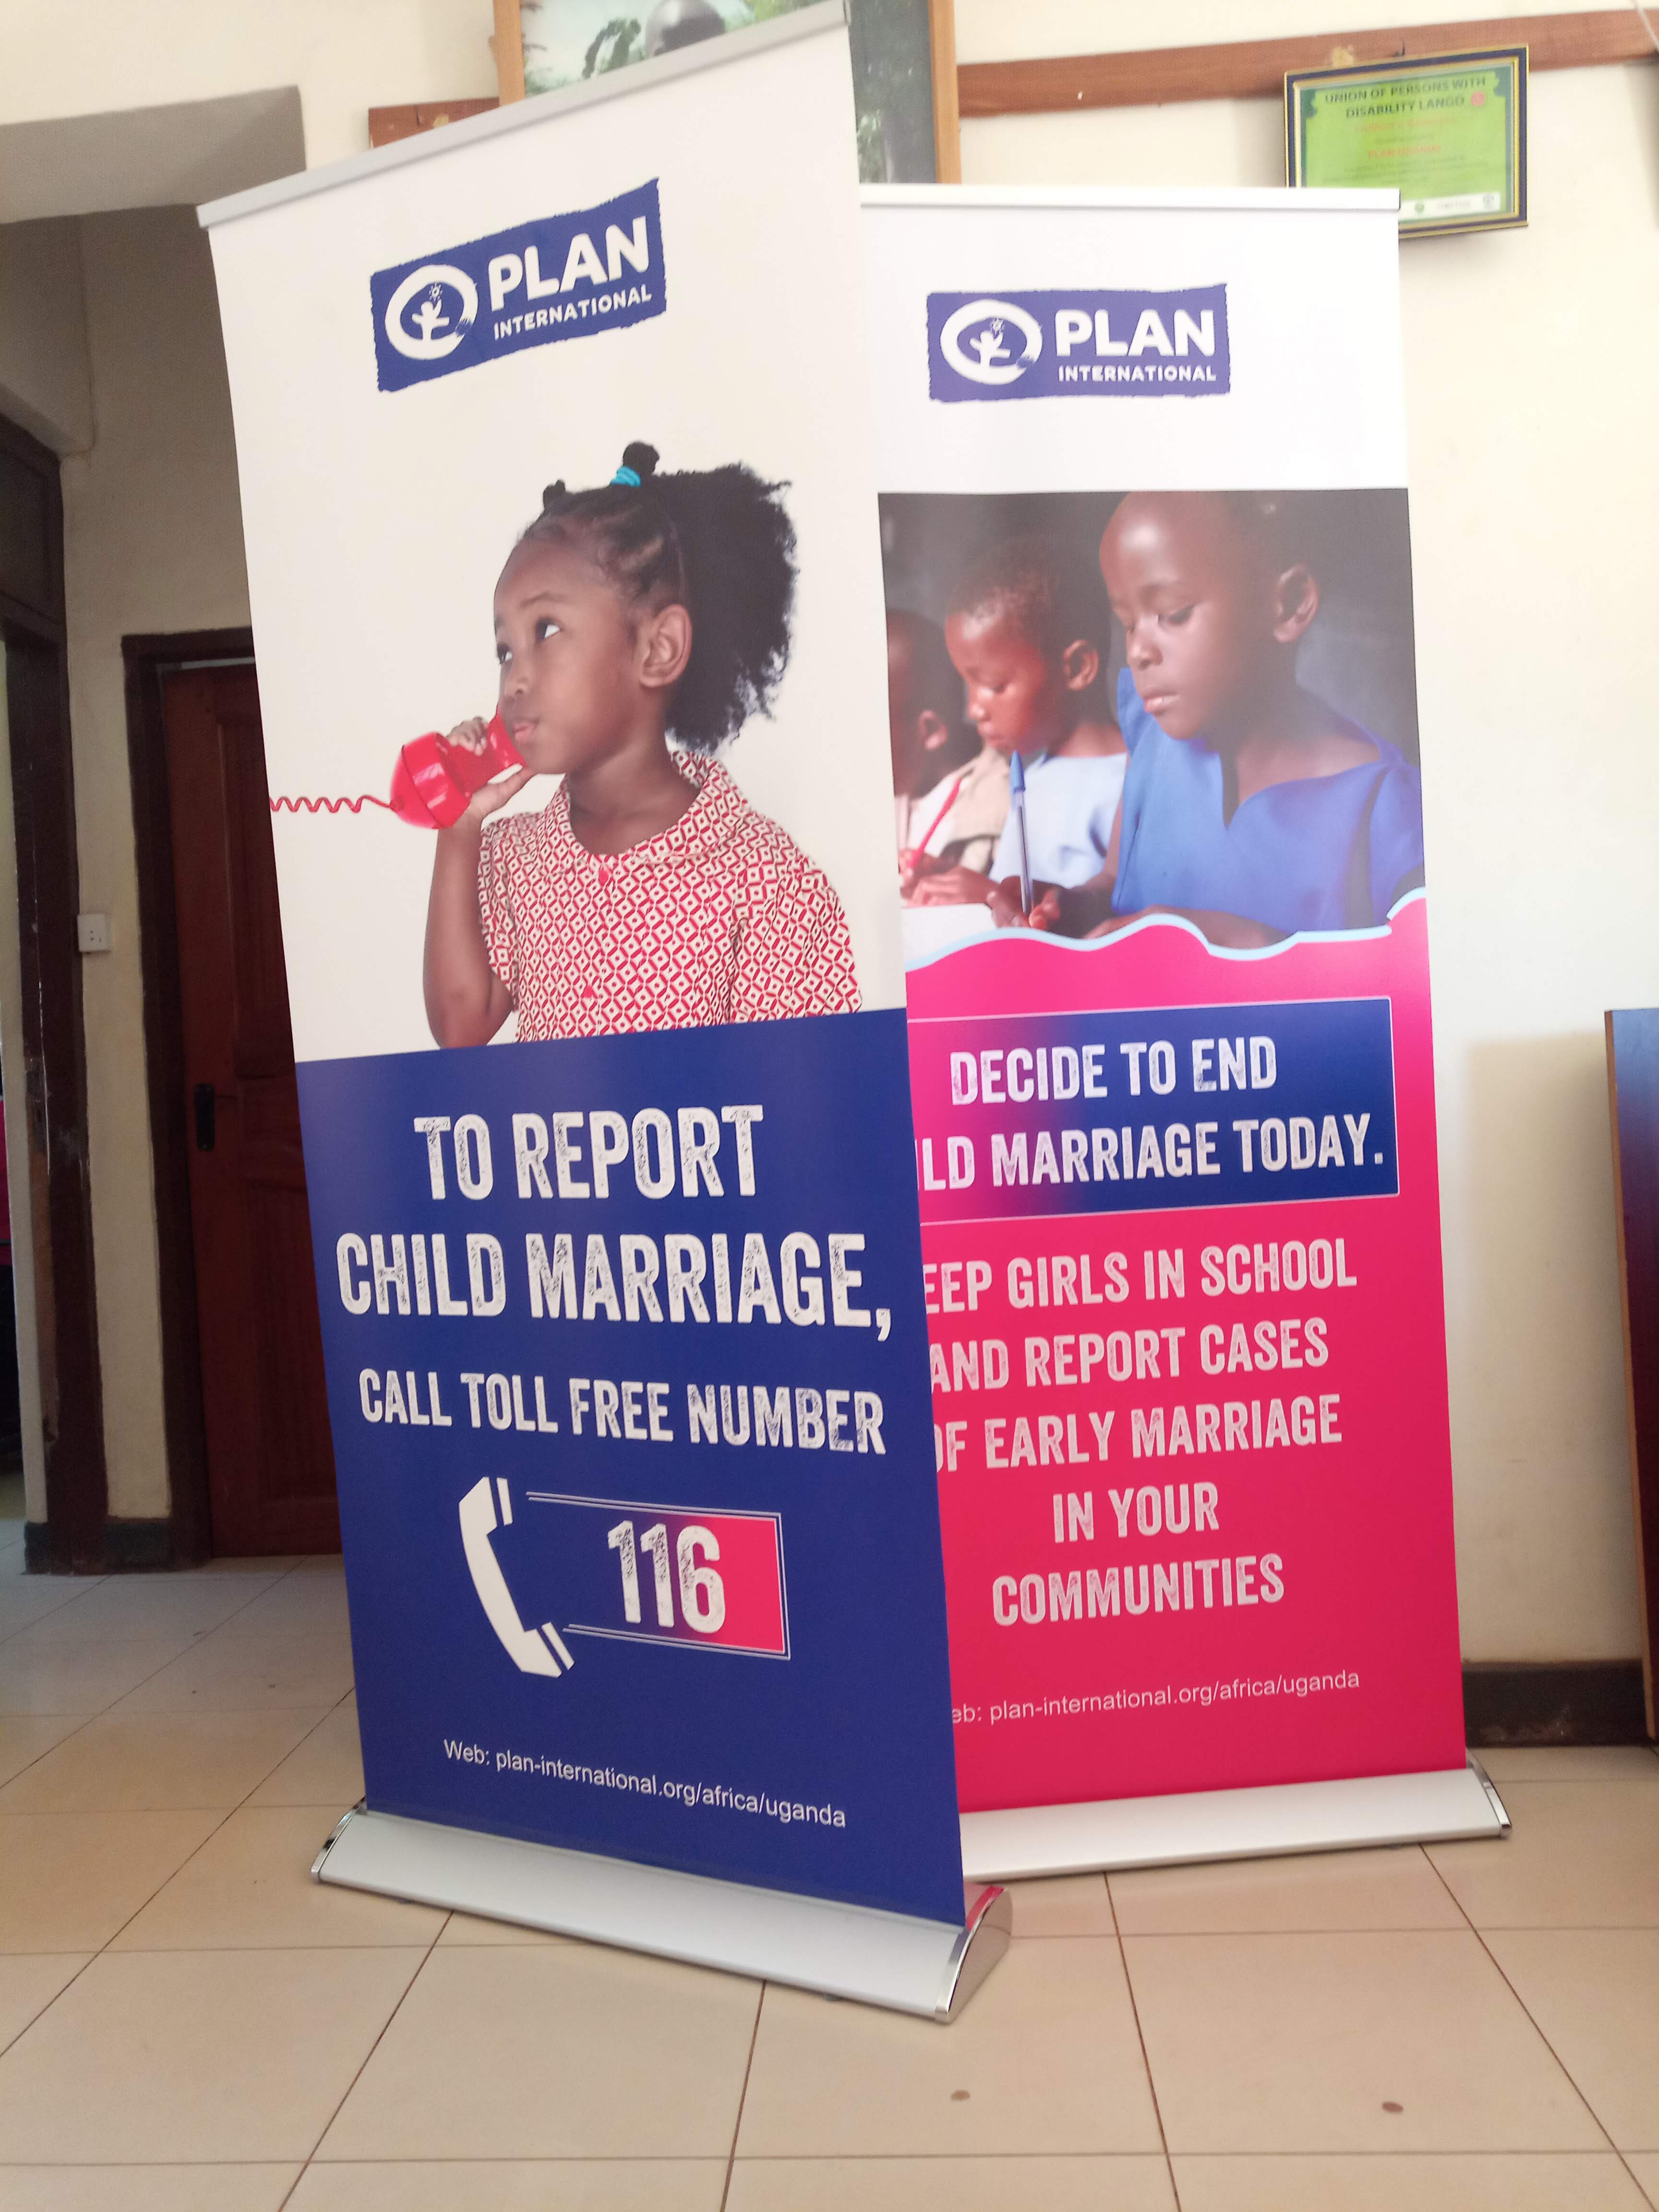 PLAN
INTERNATIONAL
TO REPORT
CHILD MARRIAGE,
CALL TOLL FREE NUMBER
116
Web: plan-international.org/africa/uganda
PLAN
INTERNATIONAL
DECIDE TO END
ILD MARRIAGE TODAY.
EEP GIRLS IN SCHOOL
AND REPORT CASES
OF EARLY MARRIAGE
IN YOUR
COMMUNITIES
eb: plan-international.org/africa/uganda
UNION OF PERSONS WITH
DISABILITY LANGO